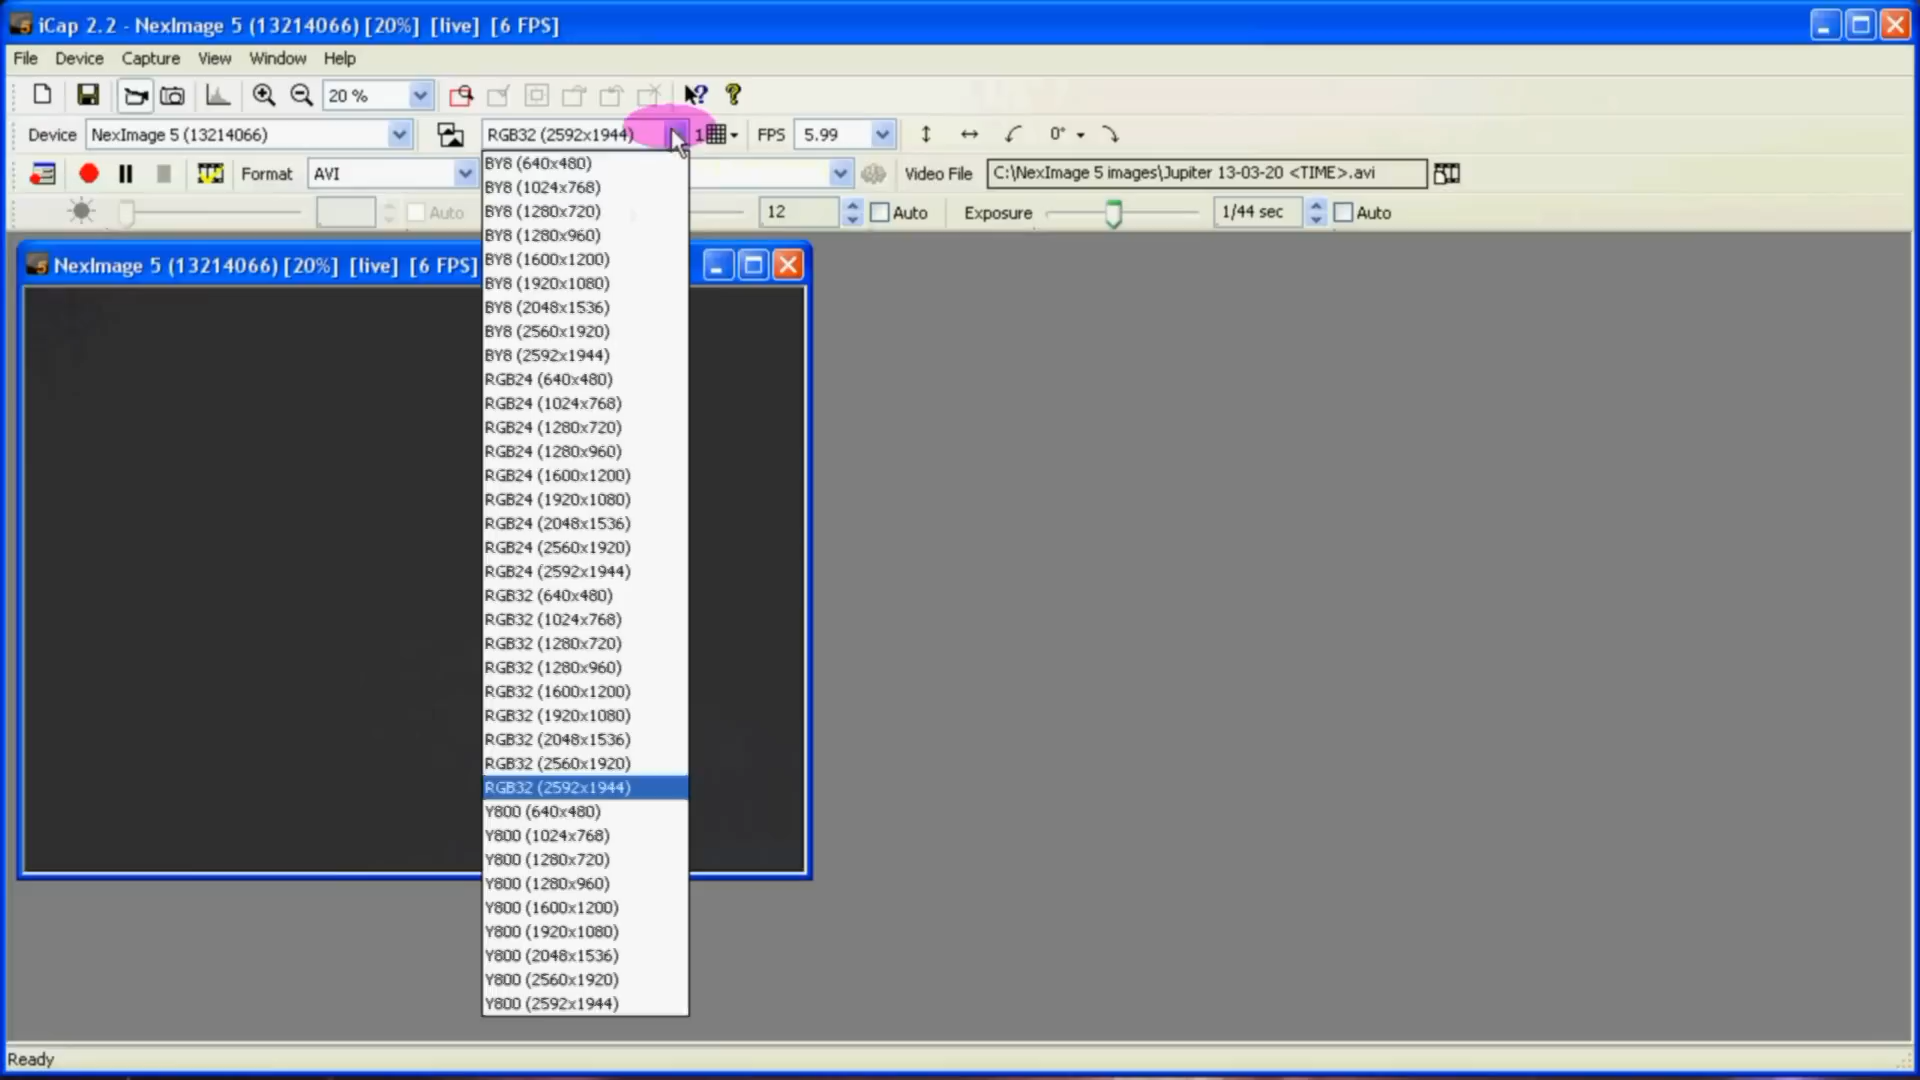 iCap 2.2 - NexImage 5 (13214066) [20%] [live] [6 FPS]
File Device Capture View Window Help
20 %
Device NexImage 5 (13214066) RGB32 (2592x1944) 1 FPS 5.99 0°
Format AVI Video File C:\NexImage 5 images\Jupiter 13-03-20 <TIME>.avi
Auto 12 Auto Exposure 1/44 sec Auto
NexImage 5 (13214066) [20%] [live] [6 FPS]
BY8 (640x480)
BY8 (1024x768)
BY8 (1280x720)
BY8 (1280x960)
BY8 (1600x1200)
BY8 (1920x1080)
BY8 (2048x1536)
BY8 (2560x1920)
BY8 (2592x1944)
RGB24 (640x480)
RGB24 (1024x768)
RGB24 (1280x720)
RGB24 (1280x960)
RGB24 (1600x1200)
RGB24 (1920x1080)
RGB24 (2048x1536)
RGB24 (2560x1920)
RGB24 (2592x1944)
RGB32 (640x480)
RGB32 (1024x768)
RGB32 (1280x720)
RGB32 (1280x960)
RGB32 (1600x1200)
RGB32 (1920x1080)
RGB32 (2048x1536)
RGB32 (2560x1920)
RGB32 (2592x1944)
Y800 (640x480)
Y800 (1024x768)
Y800 (1280x720)
Y800 (1280x960)
Y800 (1600x1200)
Y800 (1920x1080)
Y800 (2048x1536)
Y800 (2560x1920)
Y800 (2592x1944)
Ready